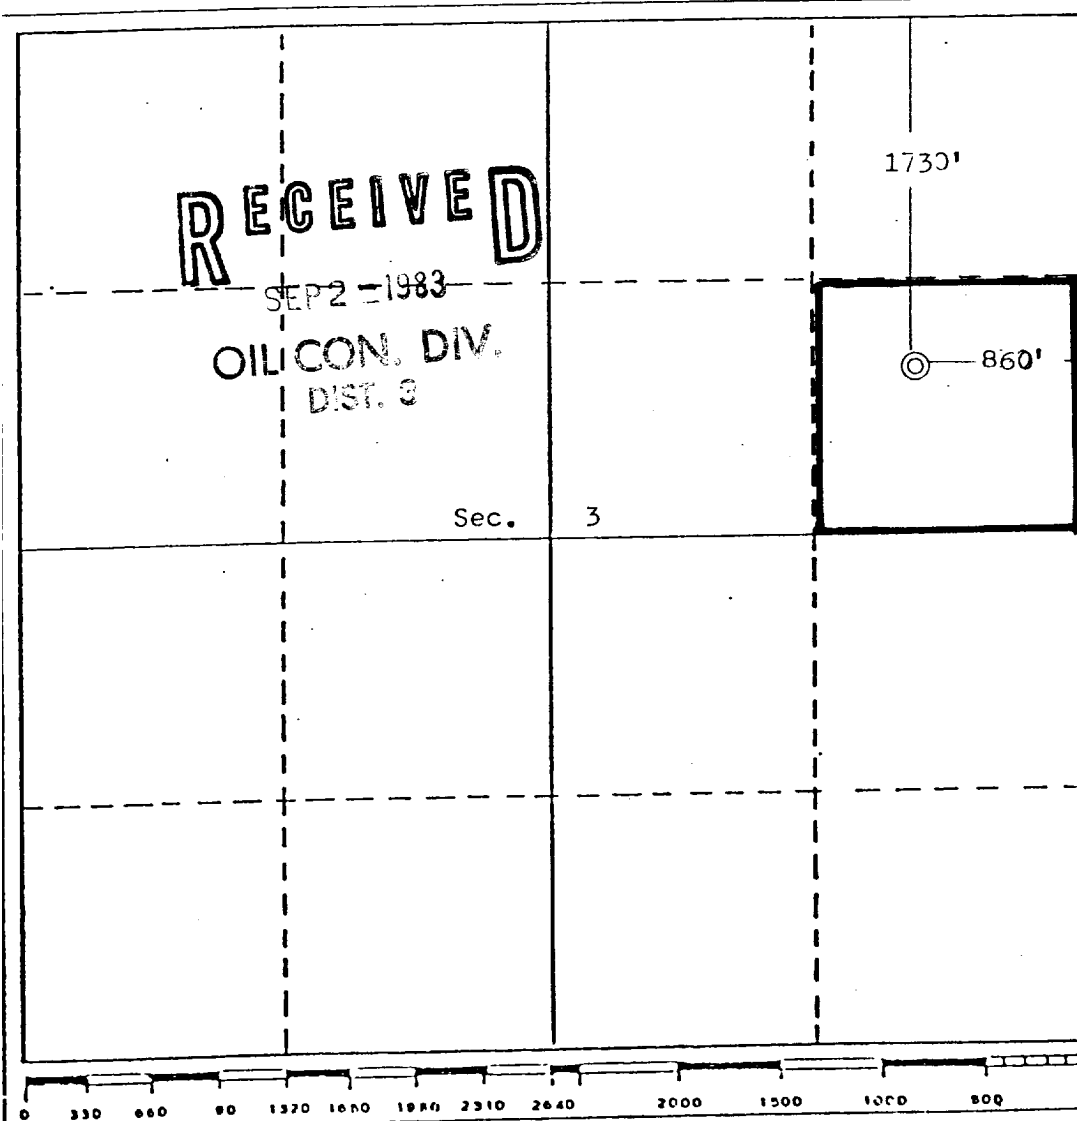 1730'
RECEIVED
SEP 2 - 1983
OIL CON. DIV.
DIST. 3
860'
Sec. 3
0 330 660 90 1320 1650 1980 2310 2640 2000 1500 1000 500